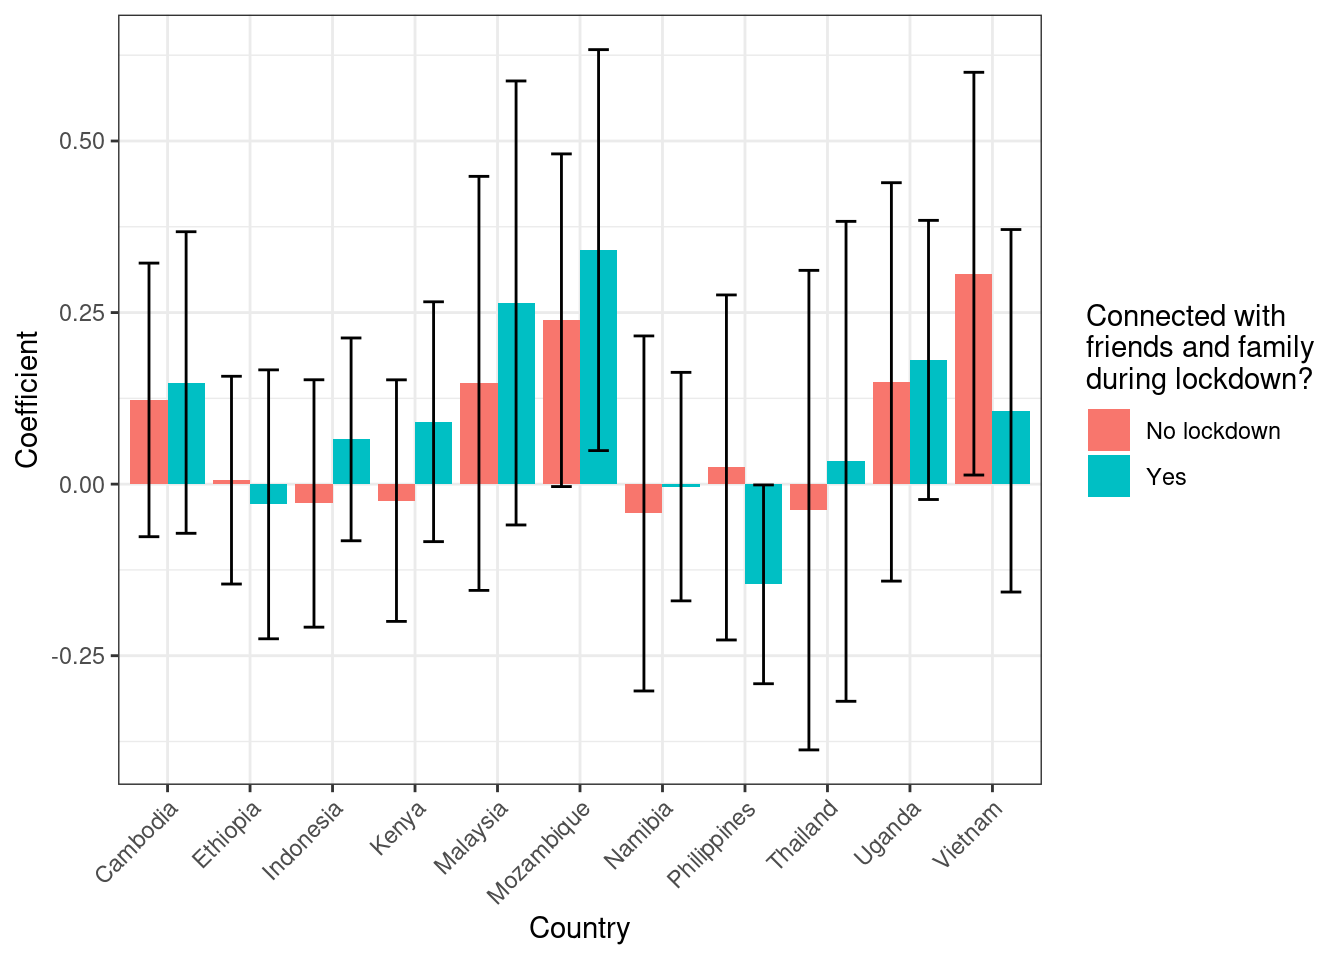 0.50
0.25
0.00
-0.25
Coefficient
Cambodia
Ethiopia
Indonesia
Kenya
Malaysia
Mozambique
Namibia
Philippines
Thailand
Uganda
Vietnam
Country
Connected with
friends and family
during lockdown?
No lockdown
Yes